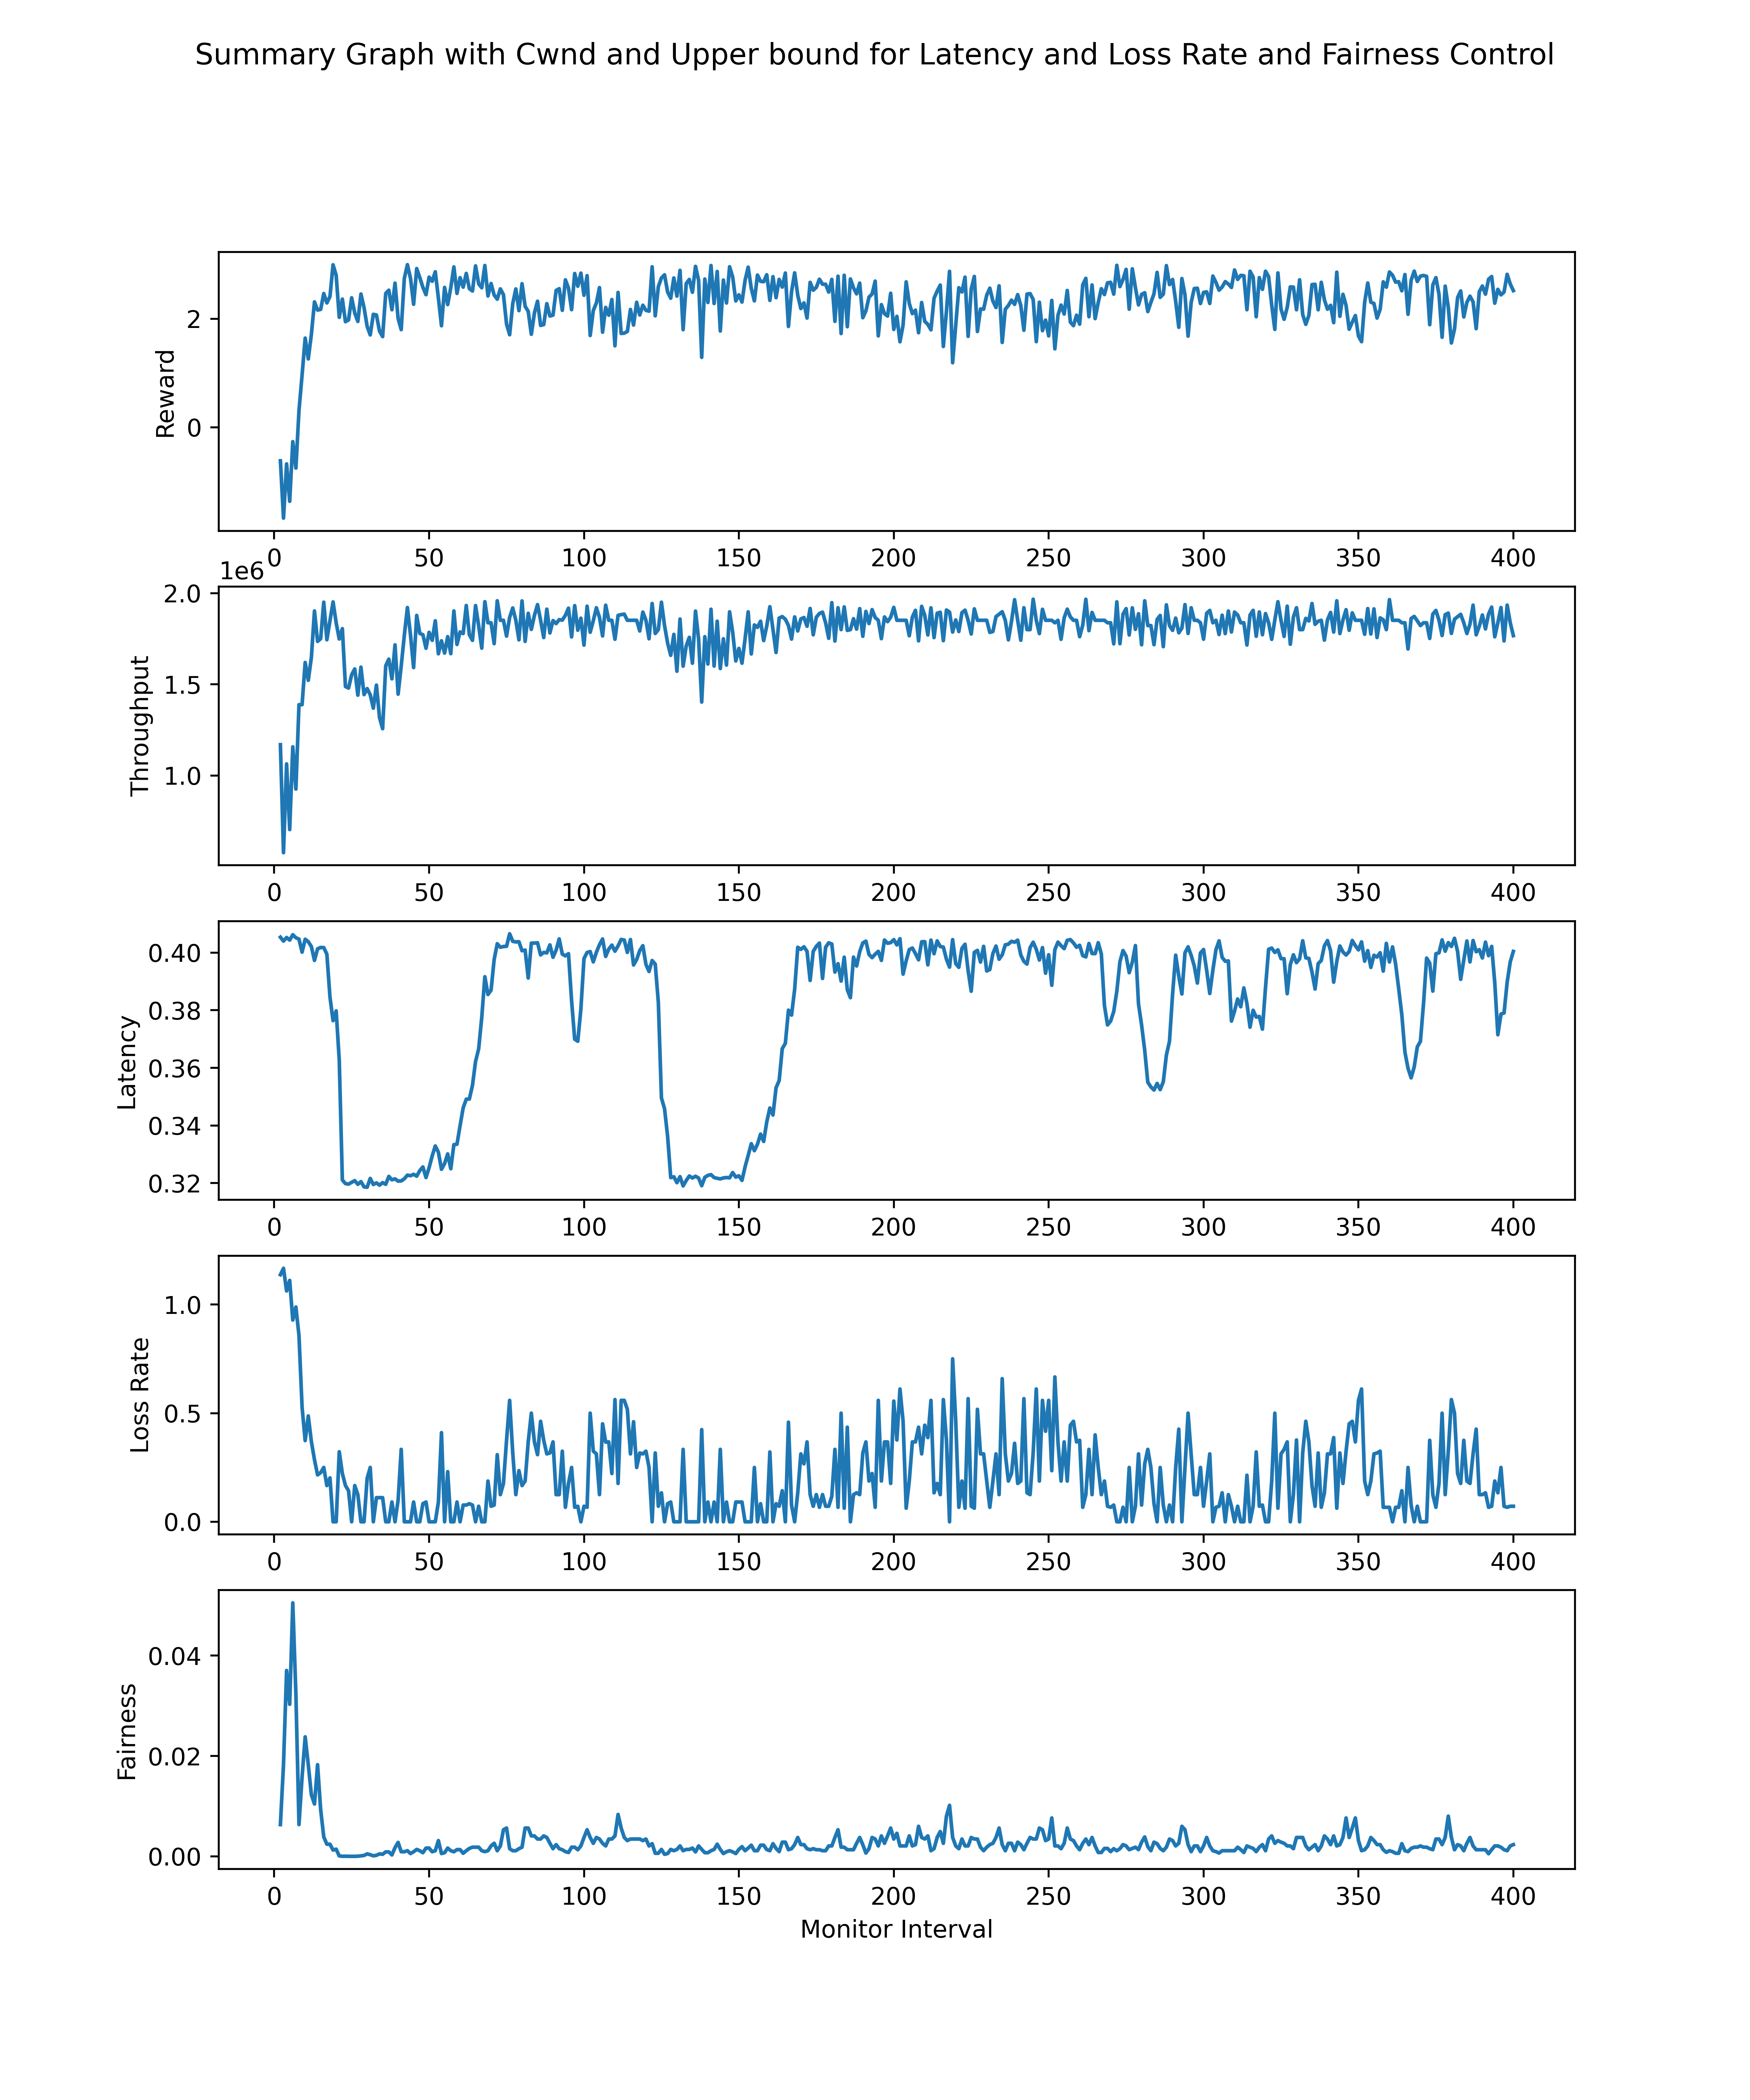 Summary Graph with Cwnd and Upper bound for Latency and Loss Rate and Fairness Control
Reward
2
0
0 50 100 150 200 250 300 350 400
1e6
Throughput
2.0
1.5
1.0
0 50 100 150 200 250 300 350 400
Latency
0.40
0.38
0.36
0.34
0.32
0 50 100 150 200 250 300 350 400
Loss Rate
1.0
0.5
0.0
0 50 100 150 200 250 300 350 400
Fairness
0.04
0.02
0.00
0 50 100 150 200 250 300 350 400
Monitor Interval